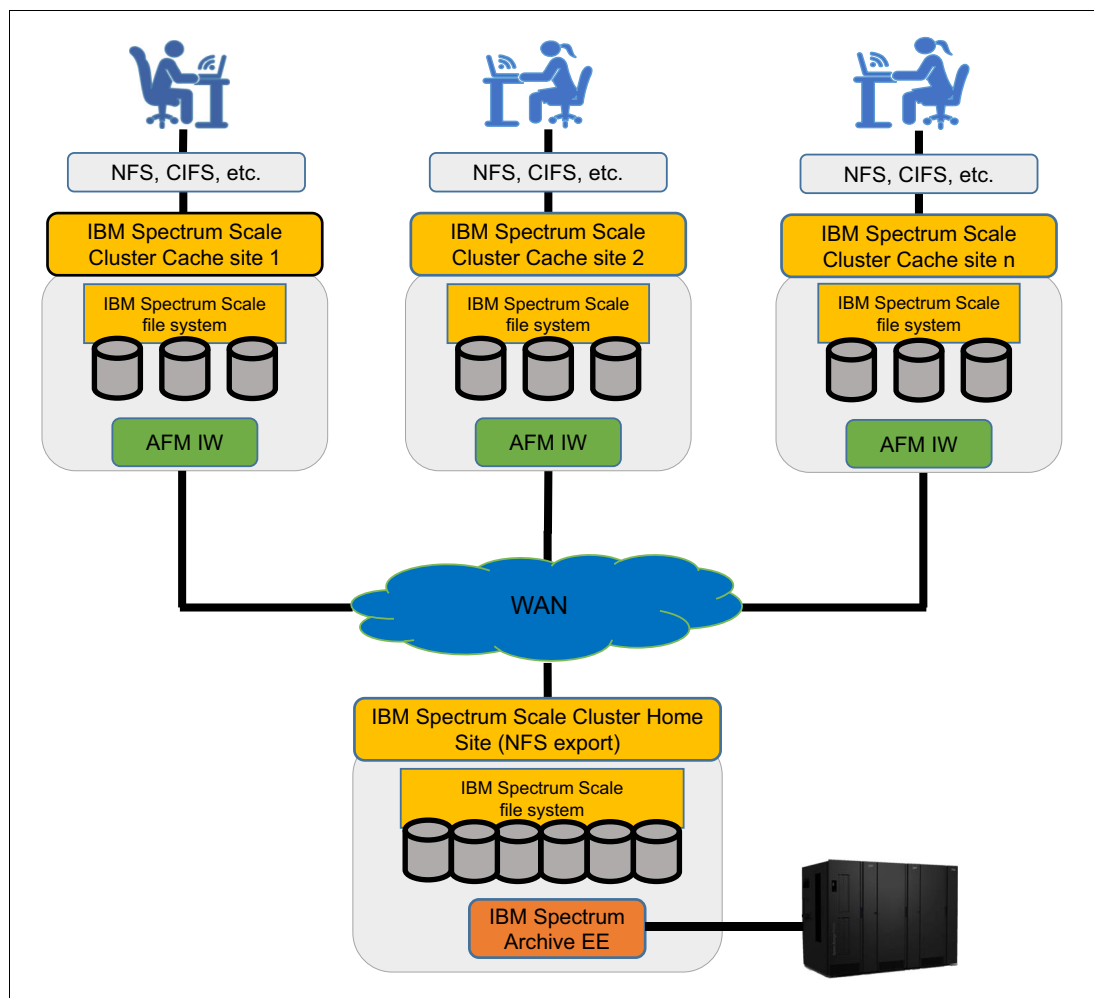 NFS, CIFS, etc.
NFS, CIFS, etc.
NFS, CIFS, etc.
IBM Spectrum Scale
Cluster Cache site 1
IBM Spectrum Scale
Cluster Cache site 2
IBM Spectrum Scale
Cluster Cache site n
IBM Spectrum Scale
file system
IBM Spectrum Scale
file system
IBM Spectrum Scale
file system
AFM IW
AFM IW
AFM IW
WAN
IBM Spectrum Scale Cluster Home
Site (NFS export)
IBM Spectrum Scale
file system
IBM Spectrum
Archive EE